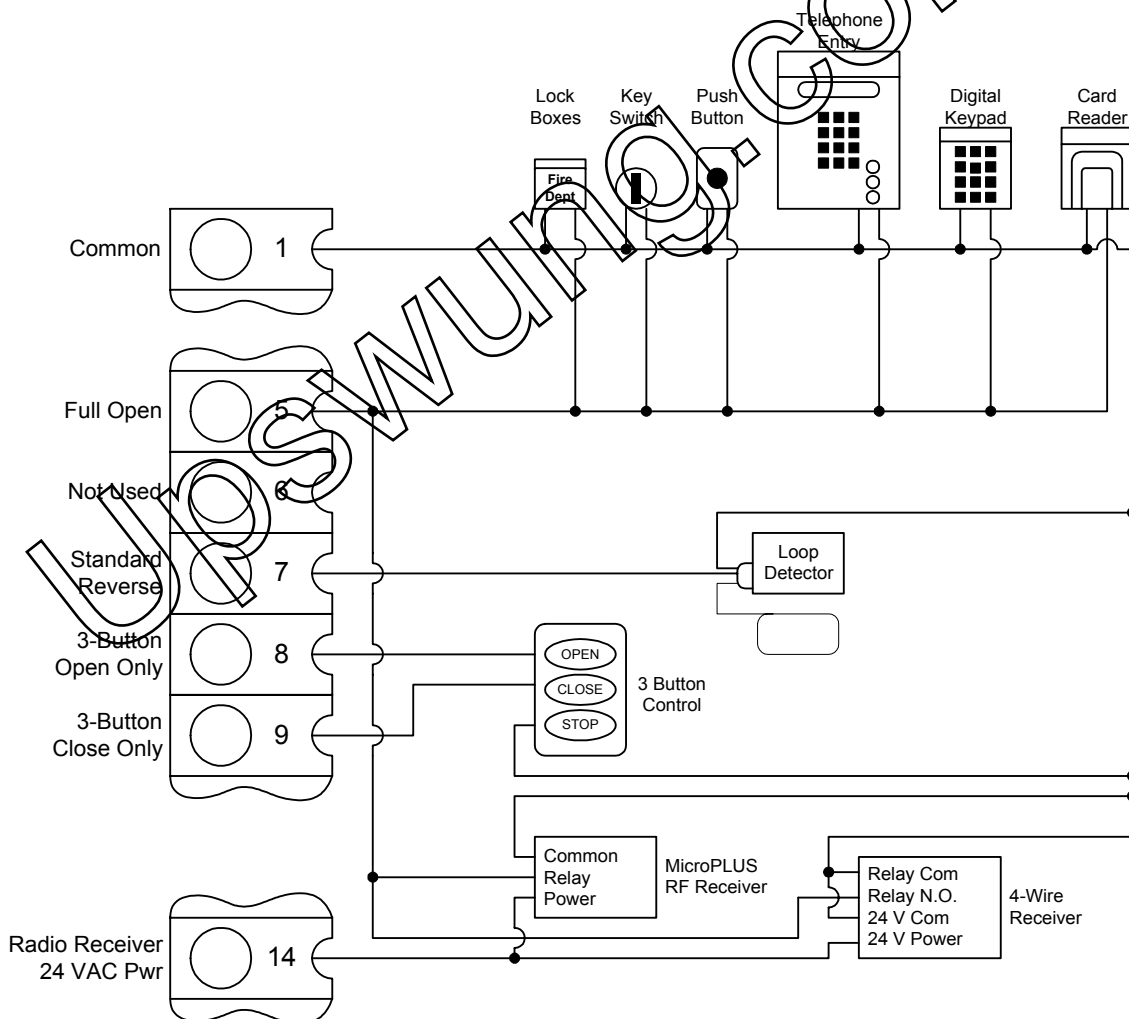 Telephone
Entry
Lock
Boxes
Key
Switch
Push
Button
Digital
Keypad
Card
Reader
Fire
Dept
Common
1
Full Open
5
Not Used
6
Standard
Reverse
7
Loop
Detector
3-Button
Open Only
8
OPEN
CLOSE
STOP
3 Button
Control
3-Button
Close Only
9
Common
Relay
Power
MicroPLUS
RF Receiver
Relay Com
Relay N.O.
24 V Com
24 V Power
4-Wire
Receiver
Radio Receiver
24 VAC Pwr
14
Upswung.co